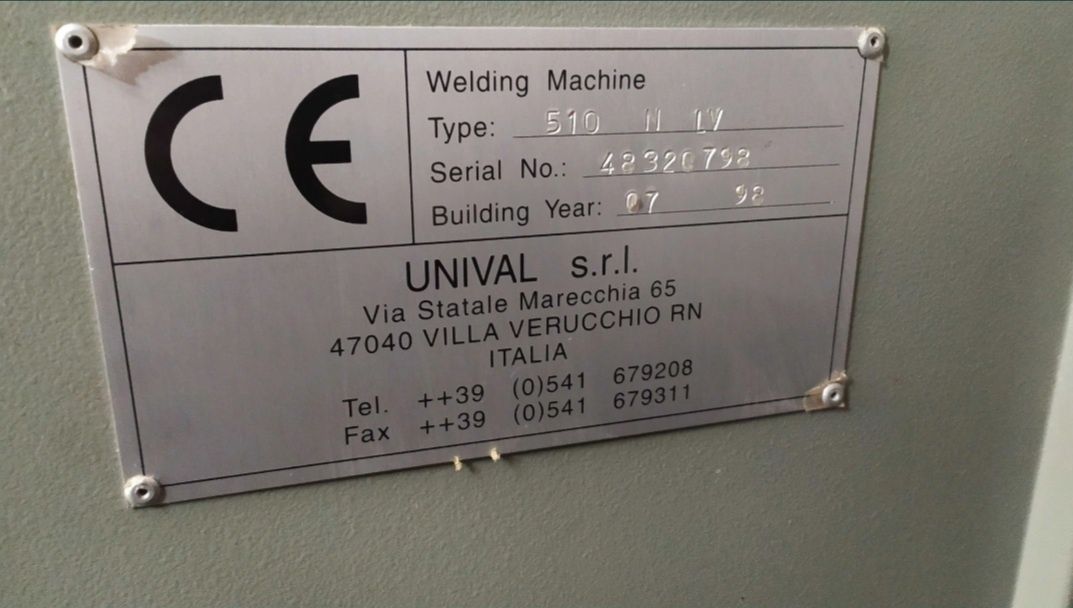 CE
Welding Machine
Type: 510 N LV
Serial No.: 48320798
Building Year: 07 98
UNIVAL s.r.l.
Via Statale Marecchia 65
47040 VILLA VERUCCHIO RN
ITALIA
Tel. ++39 (0)541 679208
Fax ++39 (0)541 679311